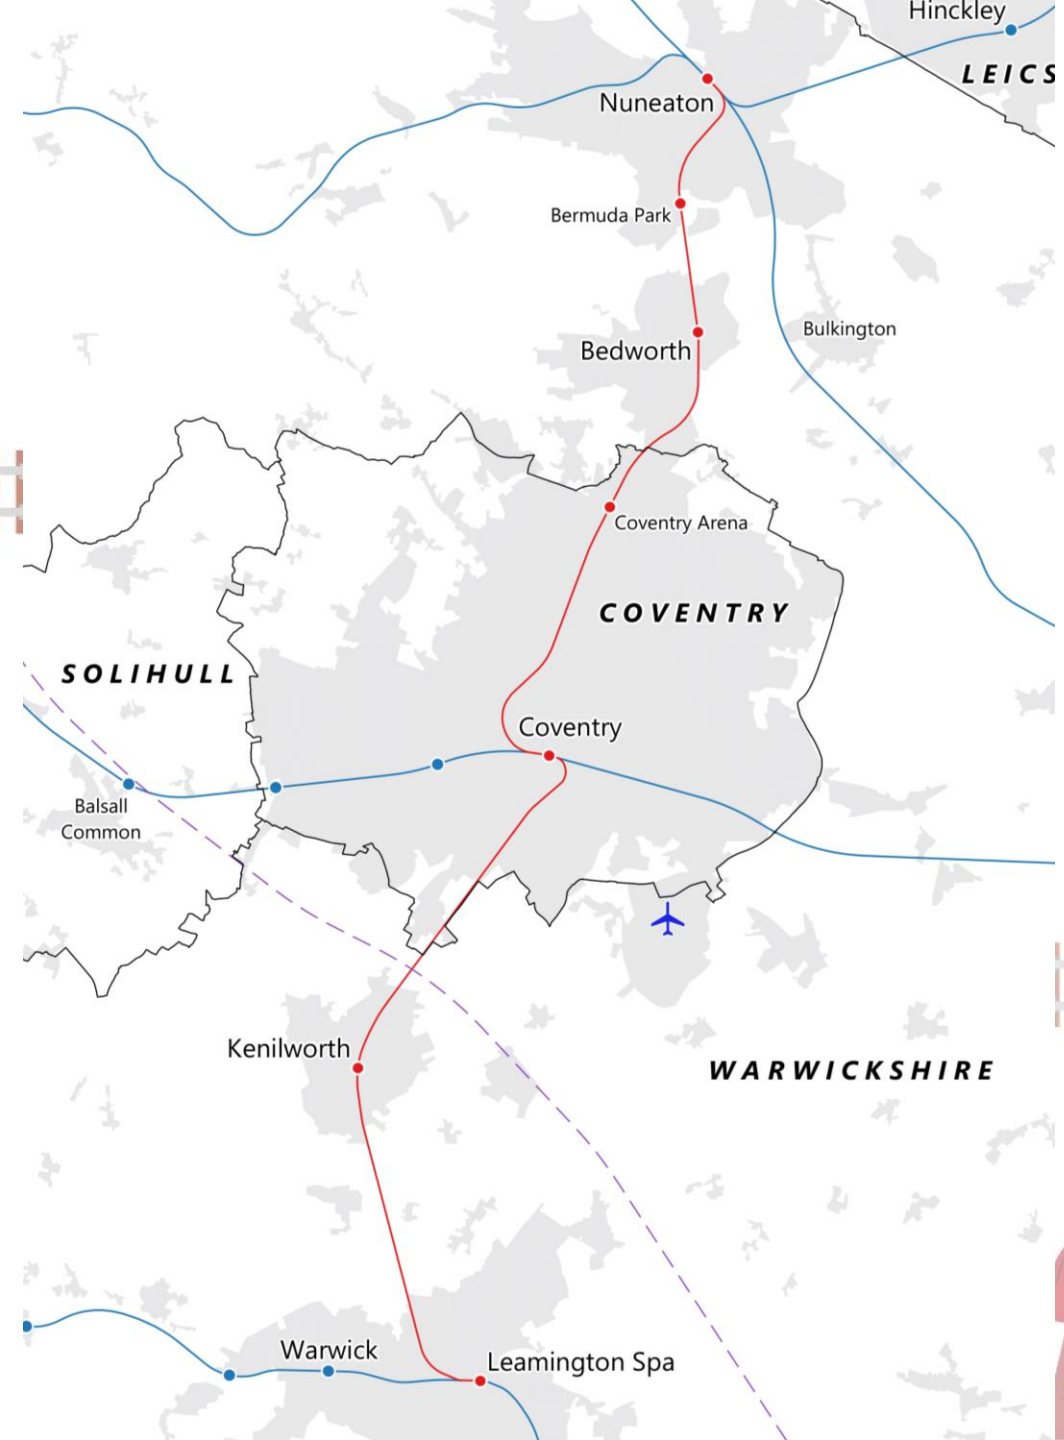 Hinckley
LEICS
Nuneaton
Bermuda Park
Bulkington
Bedworth
Coventry Arena
COVENTRY
SOLIHULL
Coventry
Balsall
Common
Kenilworth
WARWICKSHIRE
Warwick
Leamington Spa